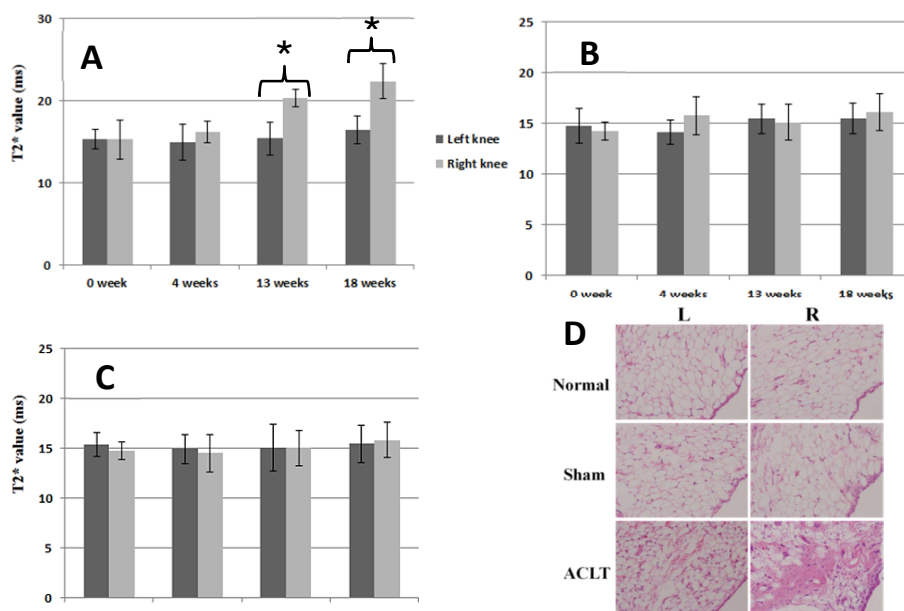 A
T2* value (ms)
30
20
10
0
*
*
0 week
4 weeks
13 weeks
18 weeks
Left knee
Right knee
B
25
20
15
10
5
0
0 week
4 weeks
13 weeks
18 weeks
C
T2* value (ms)
25
20
15
10
5
0
D
L
R
Normal
Sham
ACLT